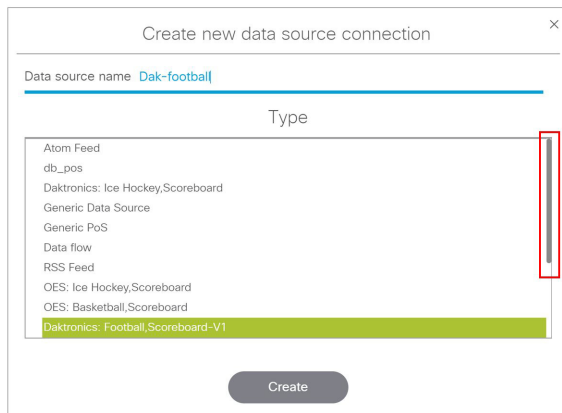 Create new data source connection
Data source name Dak-football
Type
Atom Feed
db_pos
Daktronics: Ice Hockey,Scoreboard
Generic Data Source
Generic PoS
Data flow
RSS Feed
OES: Ice Hockey,Scoreboard
OES: Basketball,Scoreboard
Daktronics: Football,Scoreboard-V1
Create